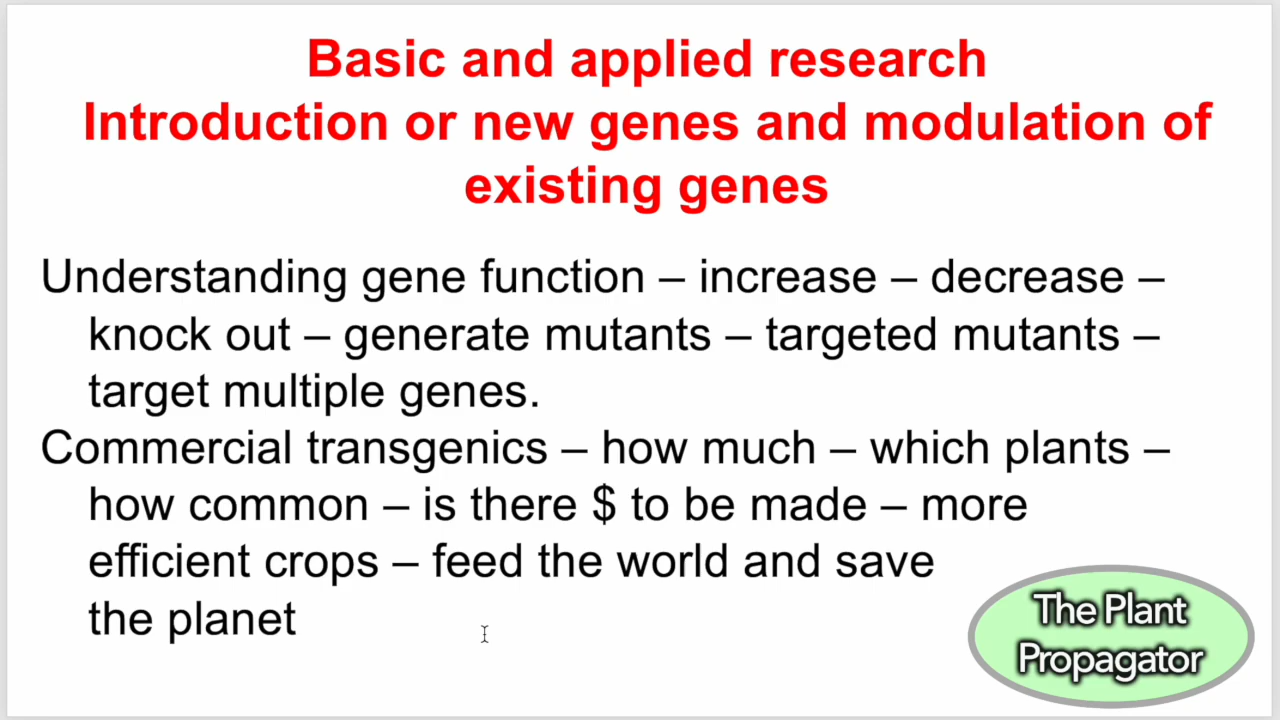 Basic and applied research
Introduction or new genes and modulation of
existing genes
Understanding gene function – increase – decrease –
knock out – generate mutants – targeted mutants –
target multiple genes.
Commercial transgenics – how much – which plants –
how common – is there $ to be made – more
efficient crops – feed the world and save
the planet
The Plant
Propagator